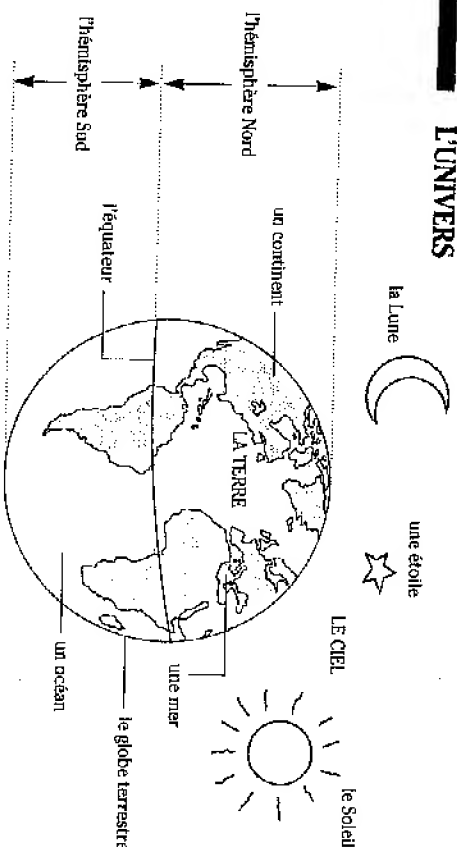 L'UNIVERS
la Lune
une étoile
LE CIEL
le Soleil
l'hémisphère Nord
un continent
LA TERRE
l'équateur
une mer
l'hémisphère Sud
un océan
le globe terrestre